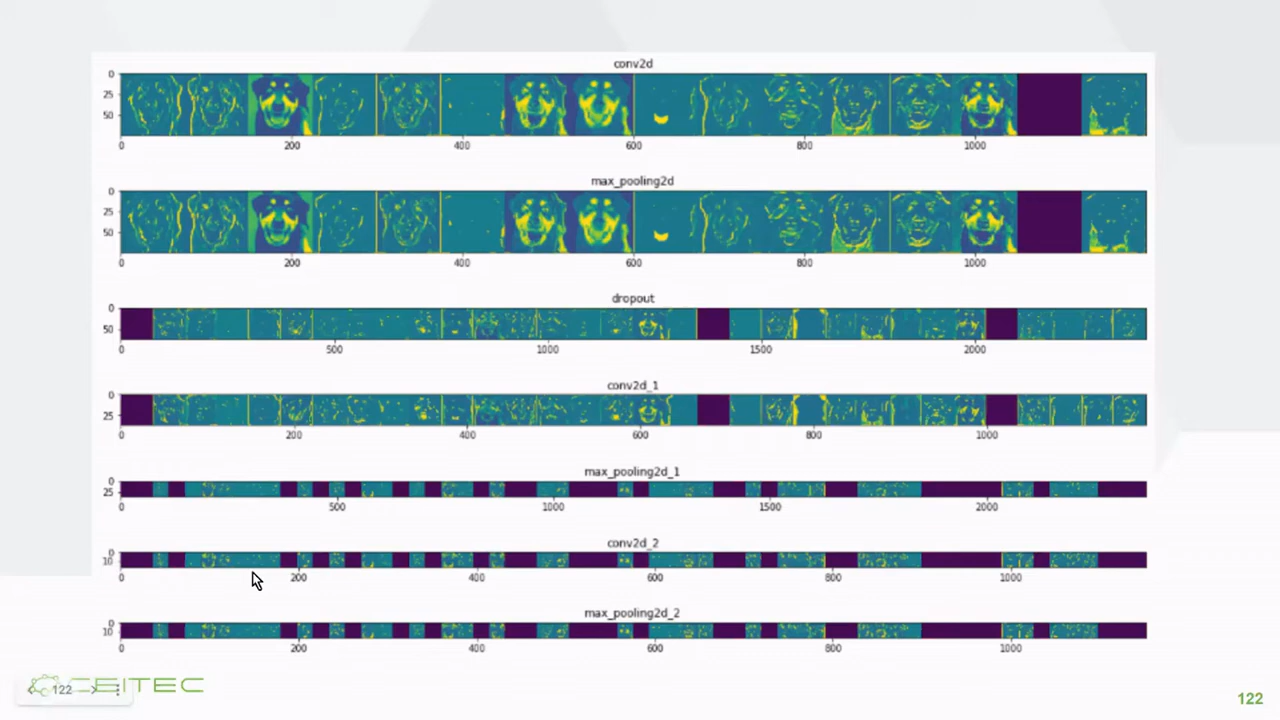 conv2d
0
25
50
0 200 400 600 800 1000
max_pooling2d
0
25
50
0 200 400 600 800 1000
dropout
0
50
0 500 1000 1500 2000
conv2d_1
0
25
0 200 400 600 800 1000
max_pooling2d_1
0
25
0 500 1000 1500 2000
conv2d_2
0
10
0 200 400 600 800 1000
max_pooling2d_2
0
10
0 200 400 600 800 1000
122
CEITEC
122